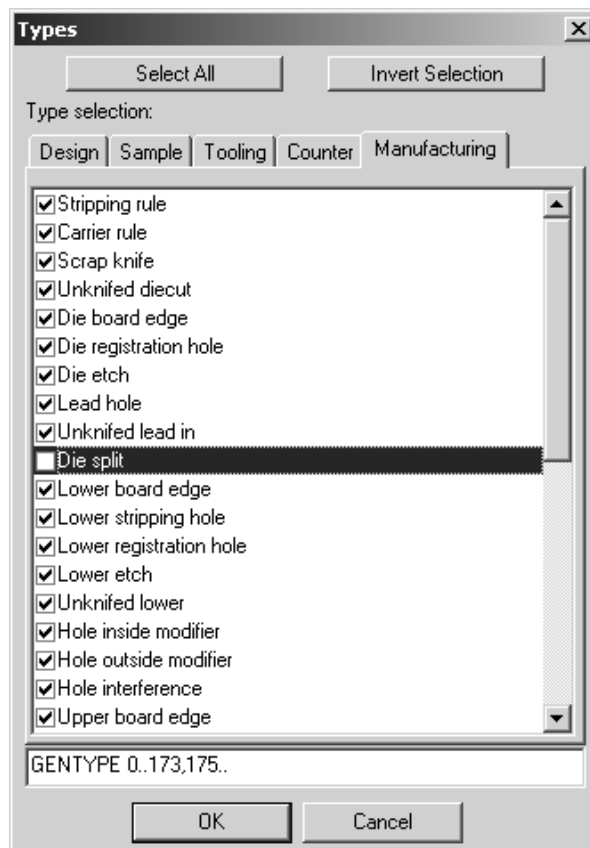 Types
Select All Invert Selection
Type selection:
Design Sample Tooling Counter Manufacturing
Stripping rule
Carrier rule
Scrap knife
Unknifed diecut
Die board edge
Die registration hole
Die etch
Lead hole
Unknifed lead in
Die split
Lower board edge
Lower stripping hole
Lower registration hole
Lower etch
Unknifed lower
Hole inside modifier
Hole outside modifier
Hole interference
Upper board edge
GENTYPE 0..173,175..
OK Cancel